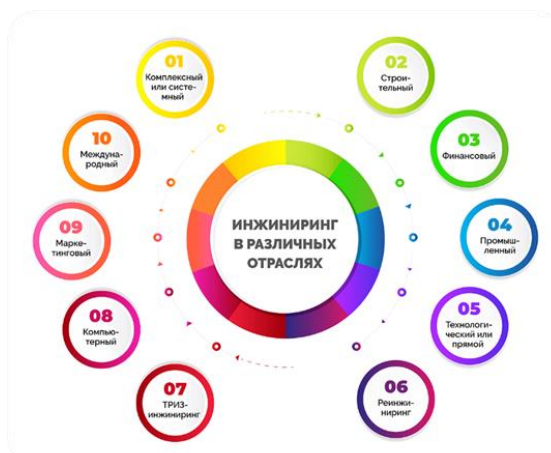 01
Комплексный
или систе-
мный
02
Строи-
тельный
10
Междуна-
родный
03
Финансовый
ИНЖИНИРИНГ
В РАЗЛИЧНЫХ
ОТРАСЛЯХ
09
Марке-
тинговый
04
Промыш-
ленный
08
Компью-
терный
05
Технологи-
ческий или
прямой
07
ТРИЗ-
инжиниринг
06
Реинжи-
ниринг